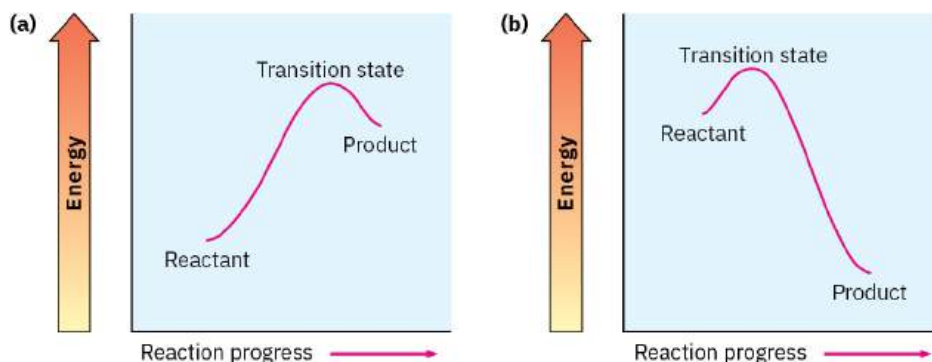 (a)
Energy
Transition state
Product
Reactant
Reaction progress
(b)
Energy
Transition state
Reactant
Product
Reaction progress